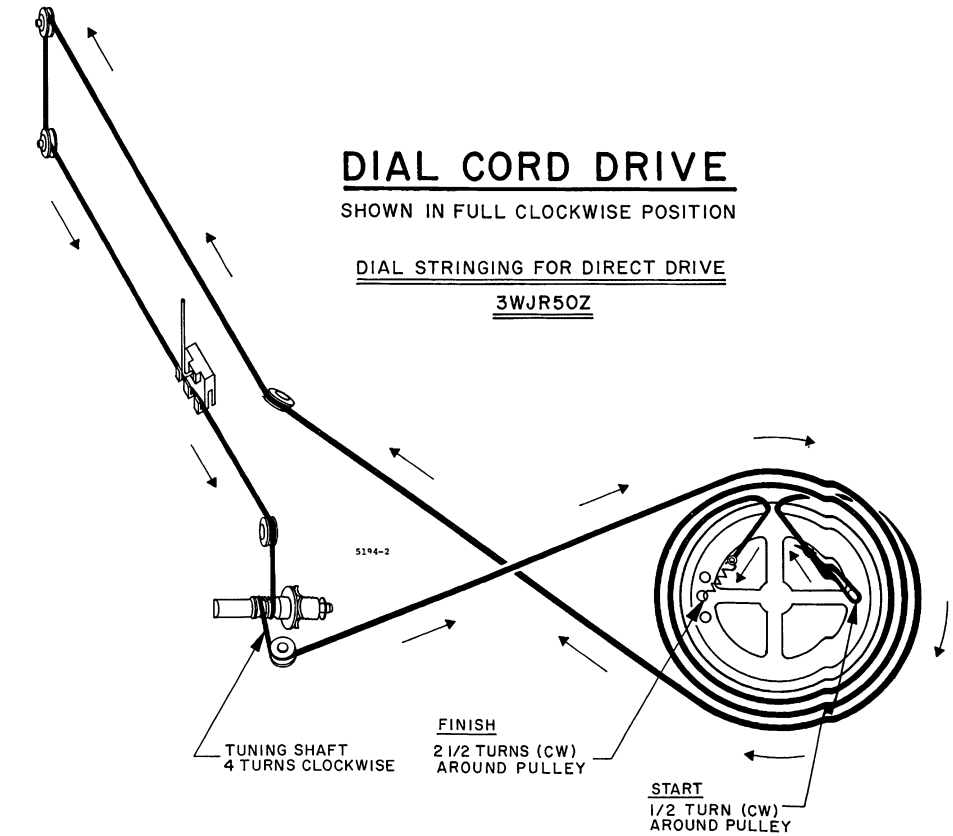 DIAL CORD DRIVE
SHOWN IN FULL CLOCKWISE POSITION
DIAL STRINGING FOR DIRECT DRIVE
3WJR50Z
5194-2
TUNING SHAFT
4 TURNS CLOCKWISE
FINISH
2 1/2 TURNS (CW)
AROUND PULLEY
START
1/2 TURN (CW)
AROUND PULLEY